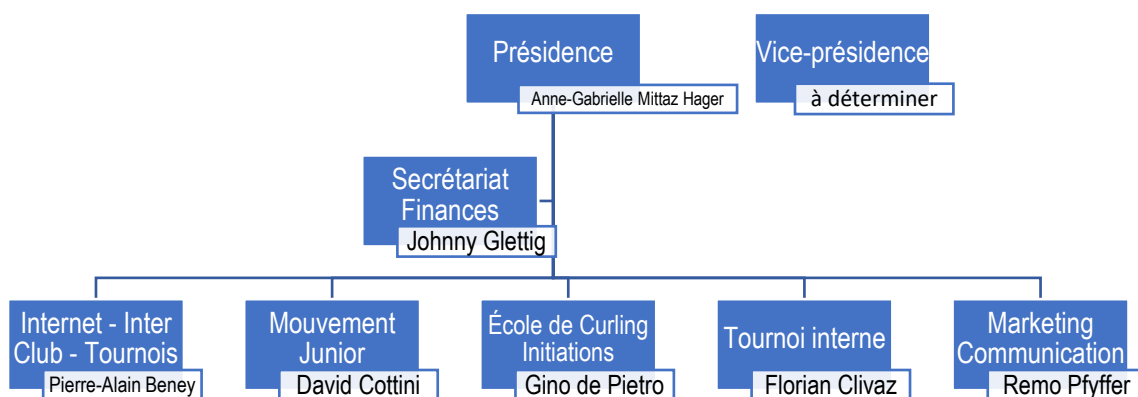 Présidence
Anne-Gabrielle Mittaz Hager
Vice-présidence
à déterminer
Secrétariat
Finances
Johnny Glettig
Internet - Inter
Club - Tournois
Pierre-Alain Beney
Mouvement
Junior
David Cottini
École de Curling
Initiations
Gino de Pietro
Tournoi interne
Florian Clivaz
Marketing
Communication
Remo Pfyffer